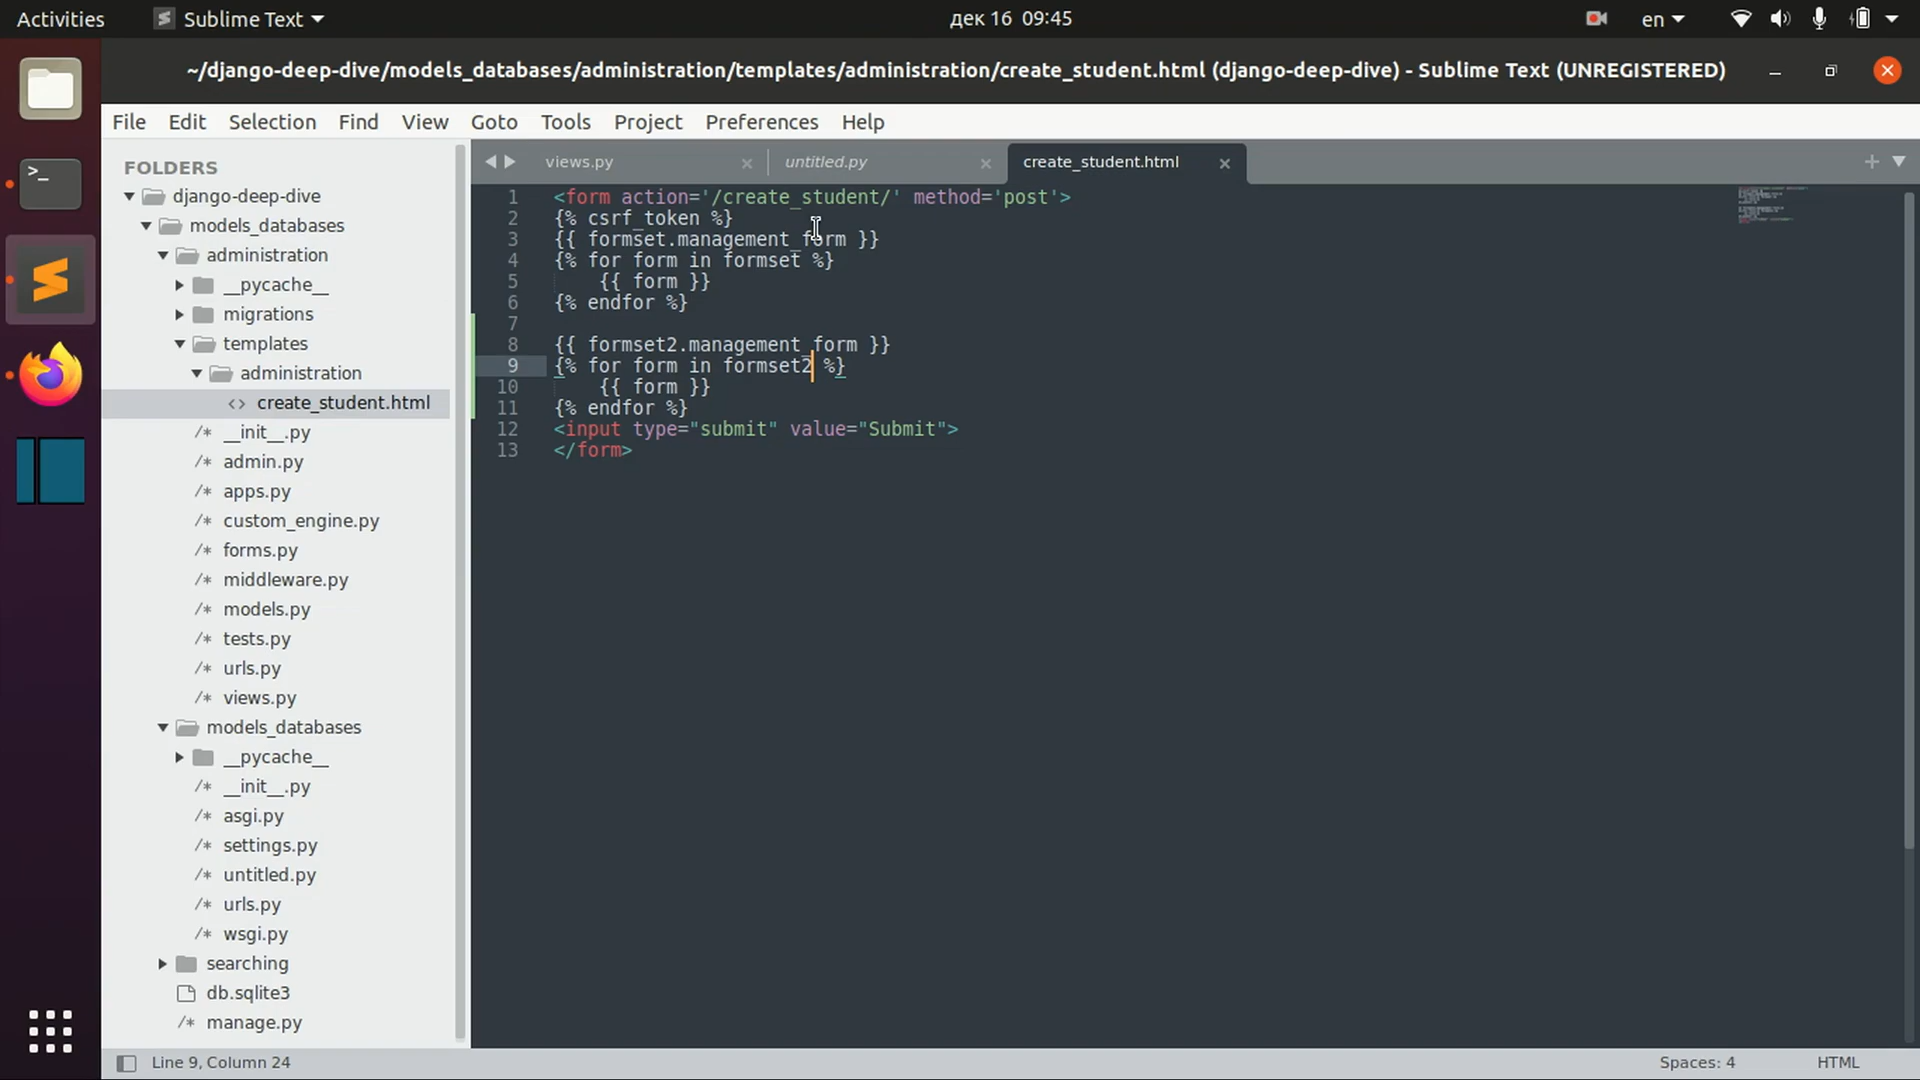 Activities
Sublime Text
дек 16 09:45
en
~/django-deep-dive/models_databases/administration/templates/administration/create_student.html (django-deep-dive) - Sublime Text (UNREGISTERED)
File Edit Selection Find View Goto Tools Project Preferences Help
FOLDERS
django-deep-dive
models_databases
administration
__pycache__
migrations
templates
administration
<> create_student.html
/* __init__.py
/* admin.py
/* apps.py
/* custom_engine.py
/* forms.py
/* middleware.py
/* models.py
/* tests.py
/* urls.py
/* views.py
models_databases
__pycache__
/* __init__.py
/* asgi.py
/* settings.py
/* untitled.py
/* urls.py
/* wsgi.py
searching
db.sqlite3
/* manage.py
views.py
untitled.py
create_student.html
1 <form action='/create_student/' method='post'>
2 {% csrf_token %}
3 {{ formset.management_form }}
4 {% for form in formset %}
5 {{ form }}
6 {% endfor %}
7
8 {{ formset2.management_form }}
9 {% for form in formset2 %}
10 {{ form }}
11 {% endfor %}
12 <input type="submit" value="Submit">
13 </form>
Line 9, Column 24
Spaces: 4
HTML